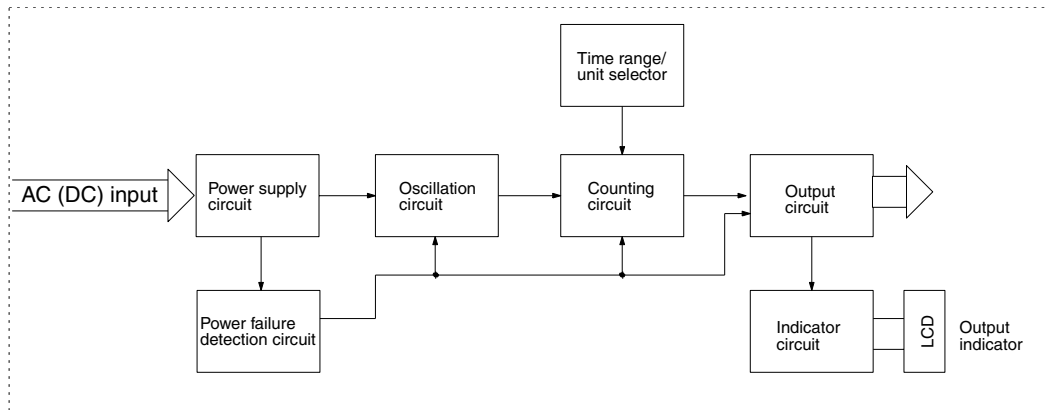 Time range/
unit selector
AC (DC) input
Power supply
circuit
Oscillation
circuit
Counting
circuit
Output
circuit
Power failure
detection circuit
Indicator
circuit
LCD
Output
indicator